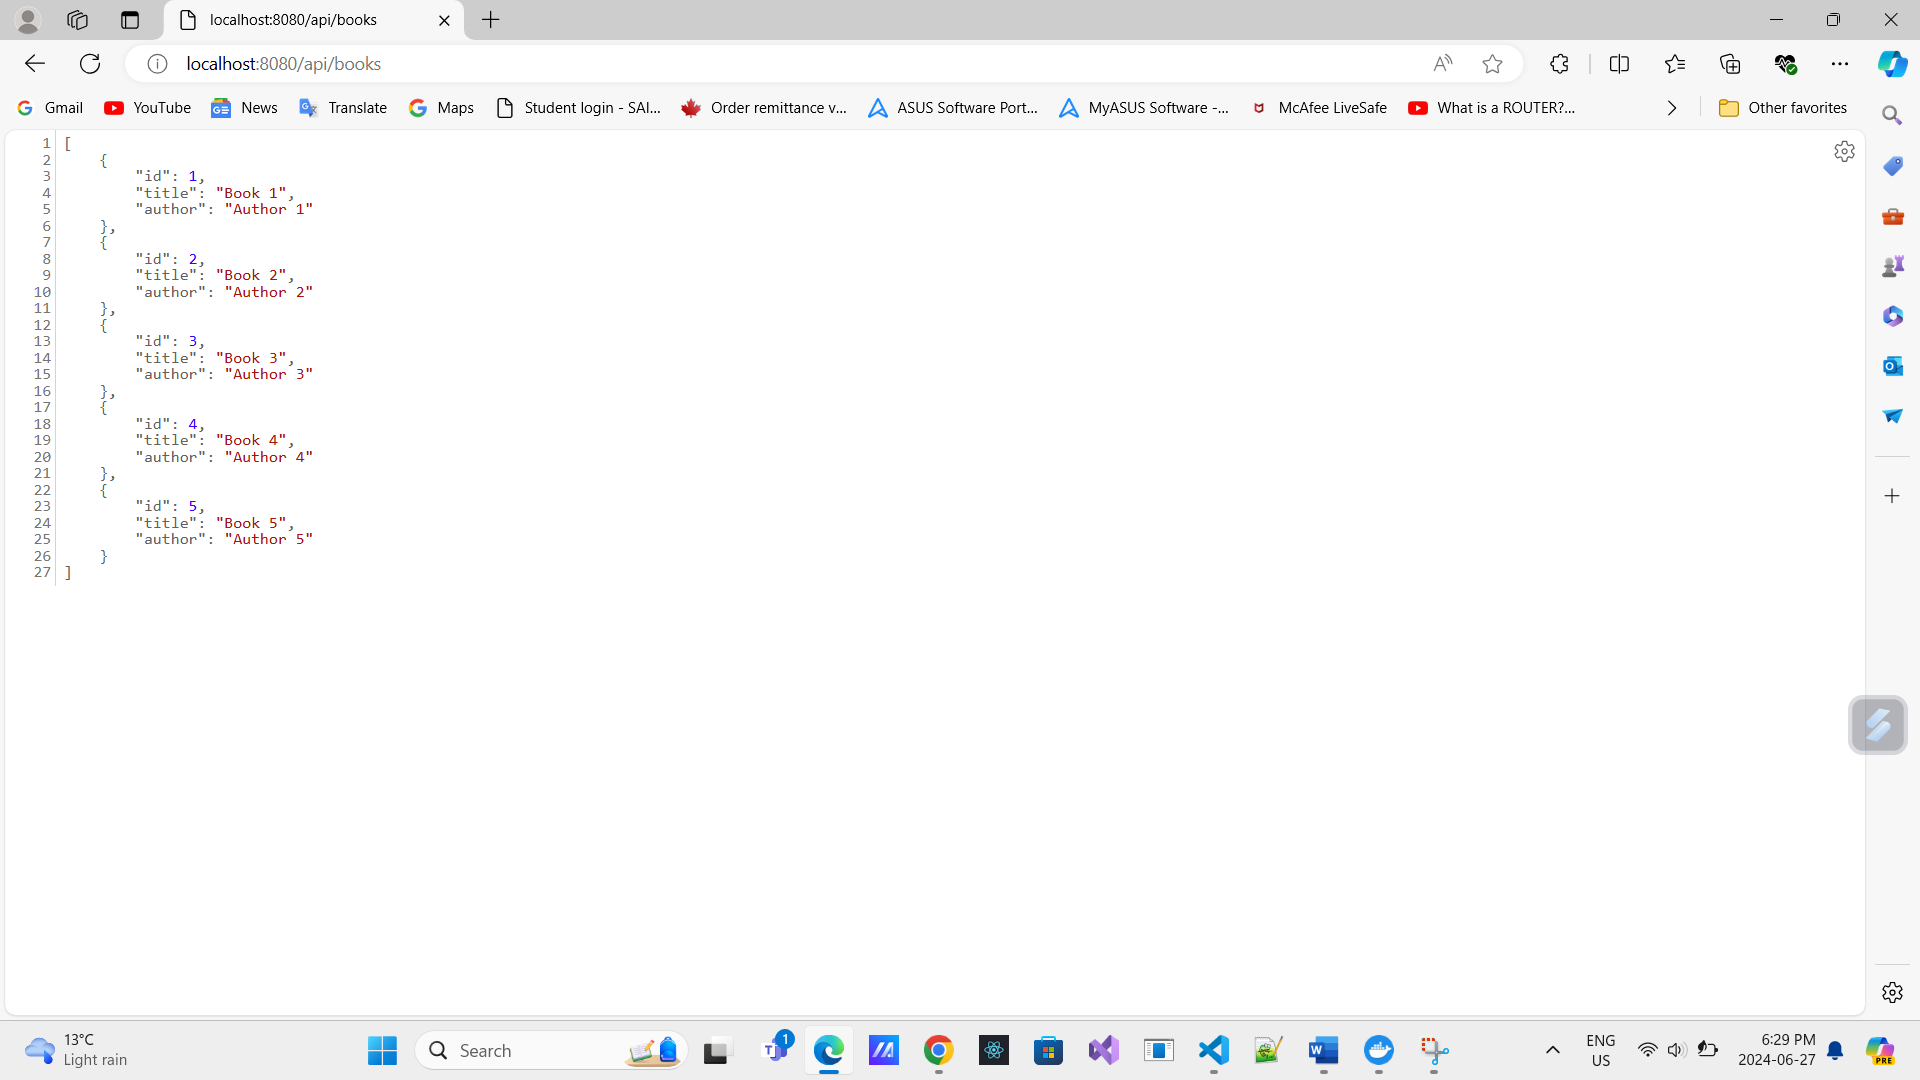 localhost:8080/api/books
localhost:8080/api/books
Gmail YouTube News Translate Maps Student login - SAI... Order remittance v... ASUS Software Port... MyASUS Software -... McAfee LiveSafe What is a ROUTER?... Other favorites
1 [
2 {
3 "id": 1,
4 "title": "Book 1",
5 "author": "Author 1"
6 },
7 {
8 "id": 2,
9 "title": "Book 2",
10 "author": "Author 2"
11 },
12 {
13 "id": 3,
14 "title": "Book 3",
15 "author": "Author 3"
16 },
17 {
18 "id": 4,
19 "title": "Book 4",
20 "author": "Author 4"
21 },
22 {
23 "id": 5,
24 "title": "Book 5",
25 "author": "Author 5"
26 }
27 ]
13°C
Light rain
Search
1
ENG
US
6:29 PM
2024-06-27
PRE